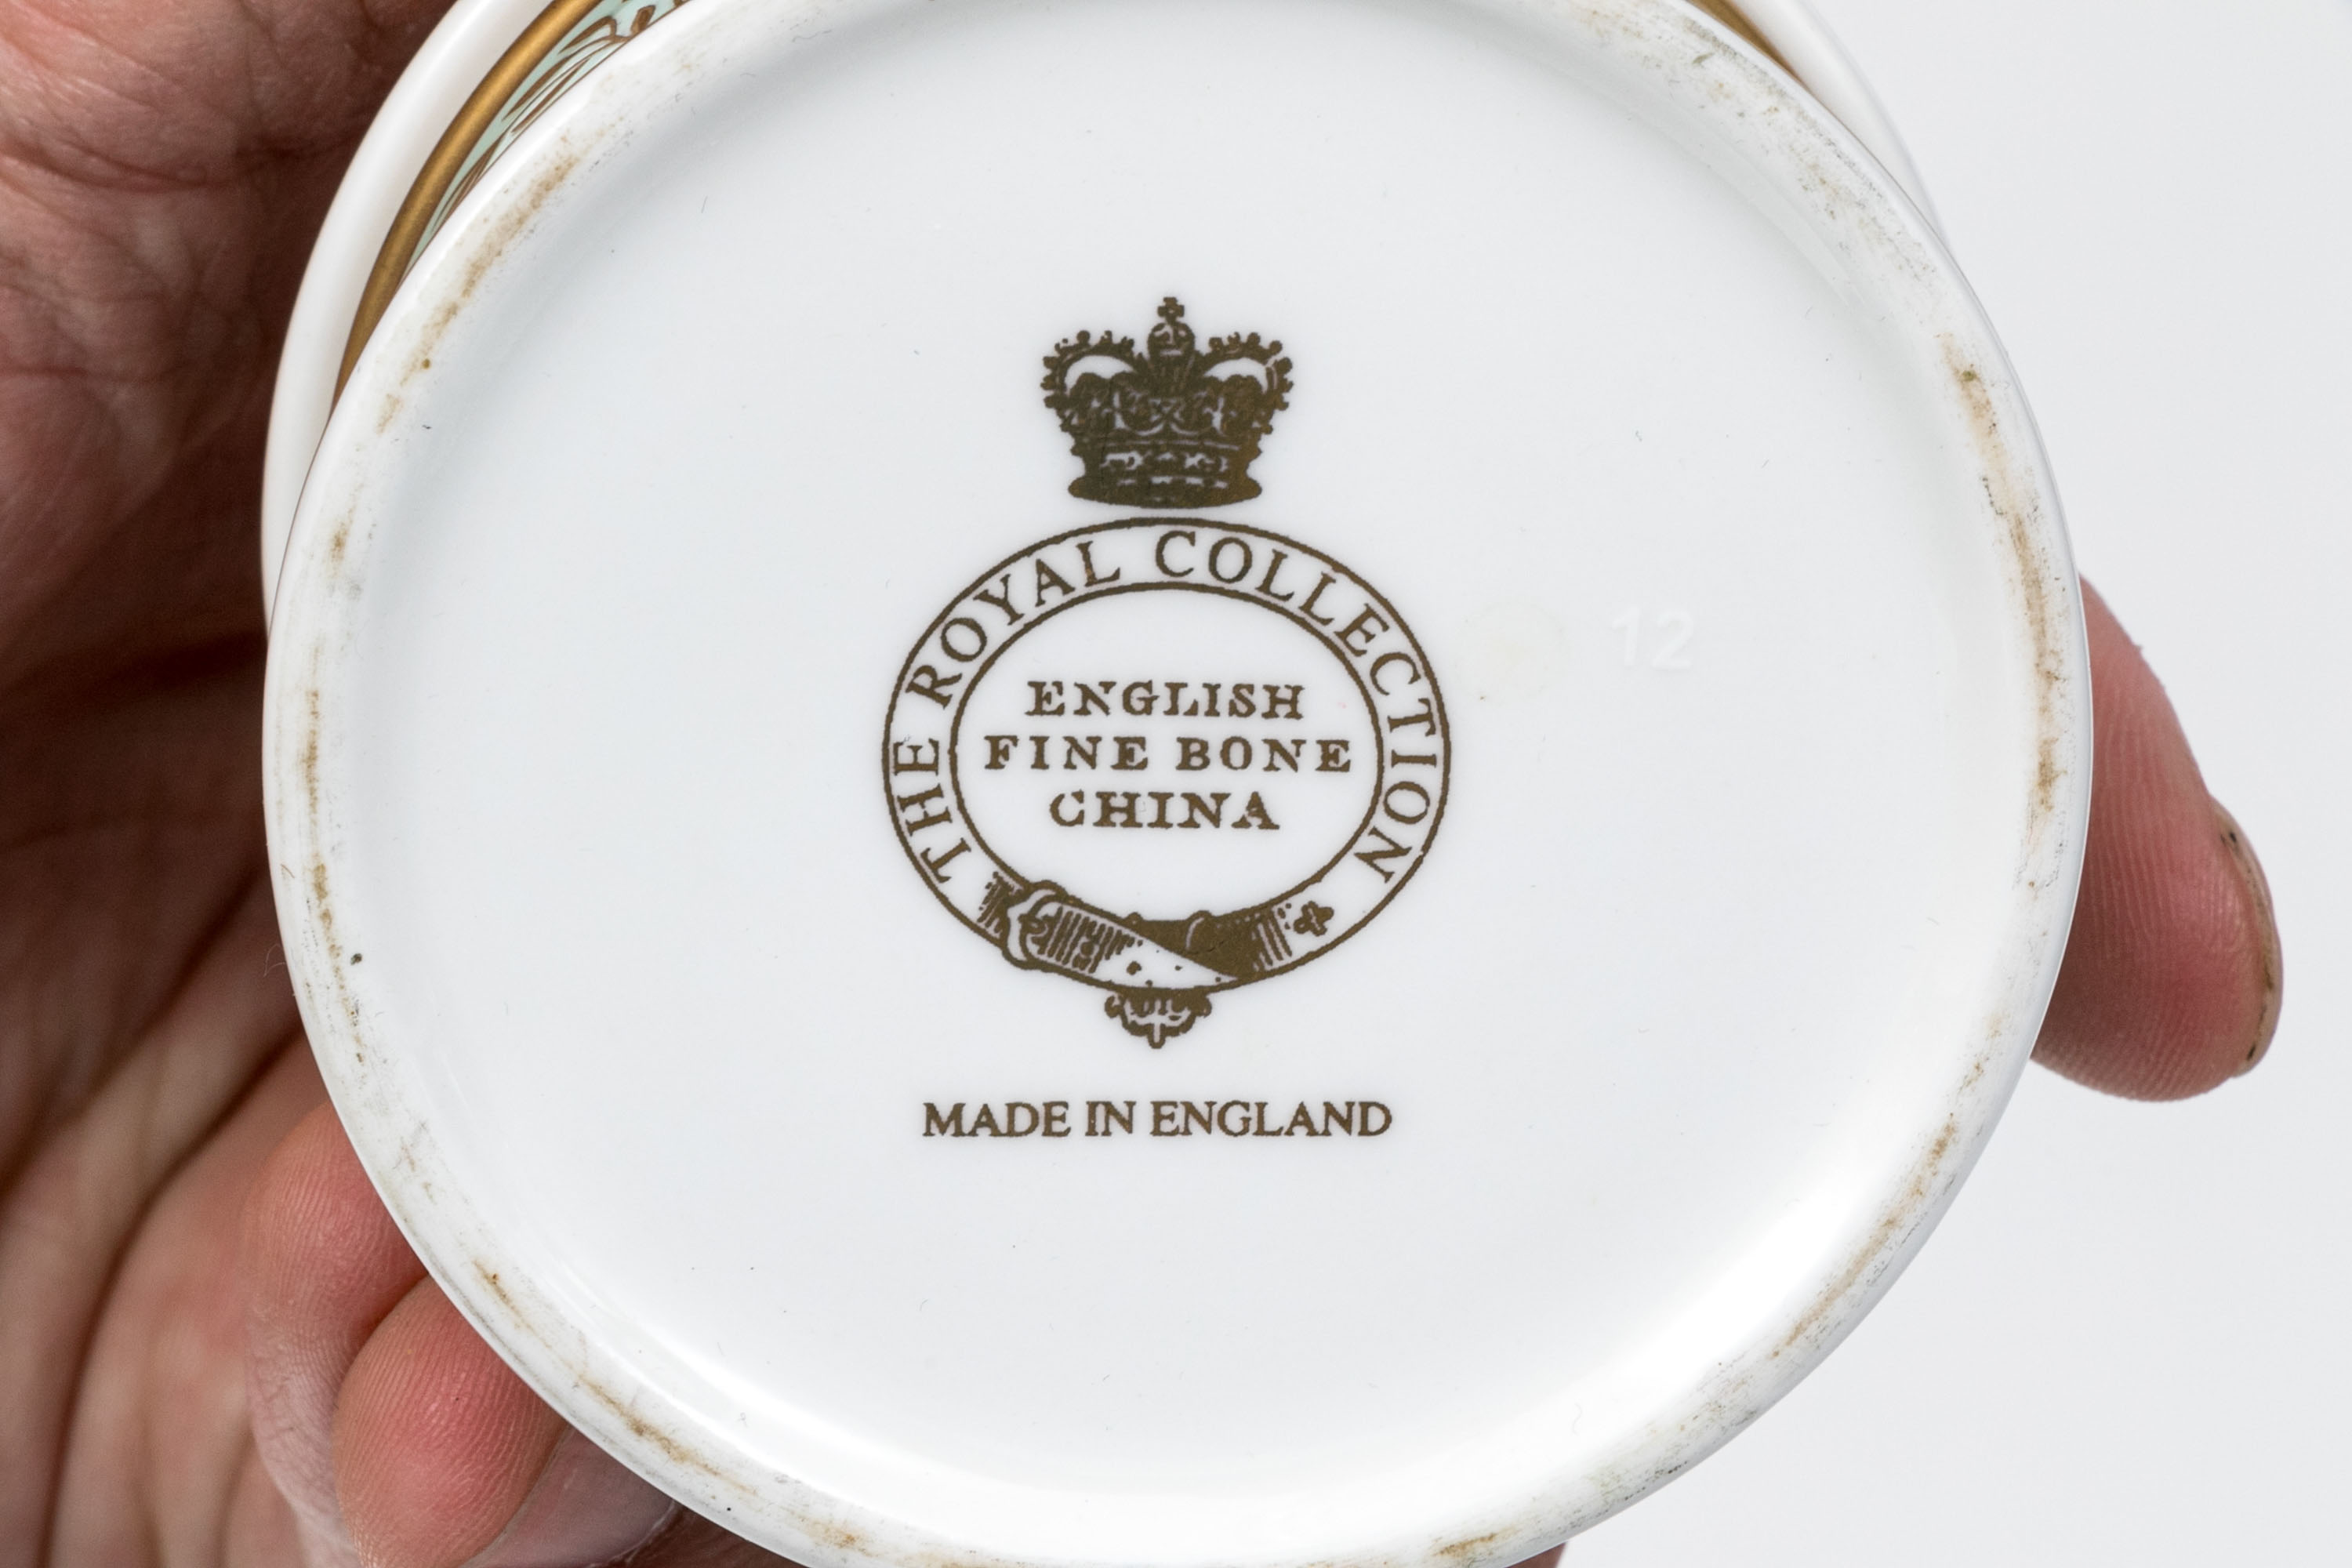 THE ROYAL COLLECTION
ENGLISH
FINE BONE
CHINA
MADE IN ENGLAND
12